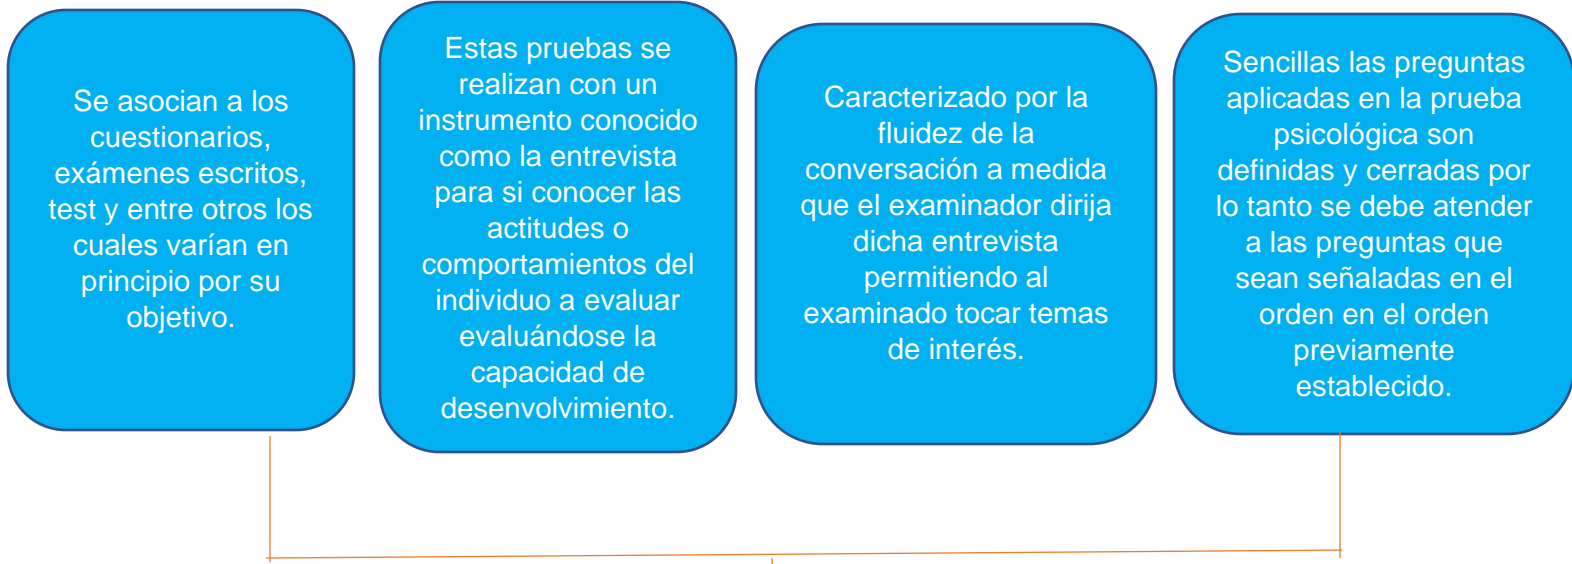 Se asocian a los
cuestionarios,
exámenes escritos,
test y entre otros los
cuales varían en
principio por su
objetivo.
Estas pruebas se
realizan con un
instrumento conocido
como la entrevista
para si conocer las
actitudes o
comportamientos del
individuo a evaluar
evaluándose la
capacidad de
desenvolvimiento.
Caracterizado por la
fluidez de la
conversación a medida
que el examinador dirija
dicha entrevista
permitiendo al
examinado tocar temas
de interés.
Sencillas las preguntas
aplicadas en la prueba
psicológica son
definidas y cerradas por
lo tanto se debe atender
a las preguntas que
sean señaladas en el
orden en el orden
previamente
establecido.